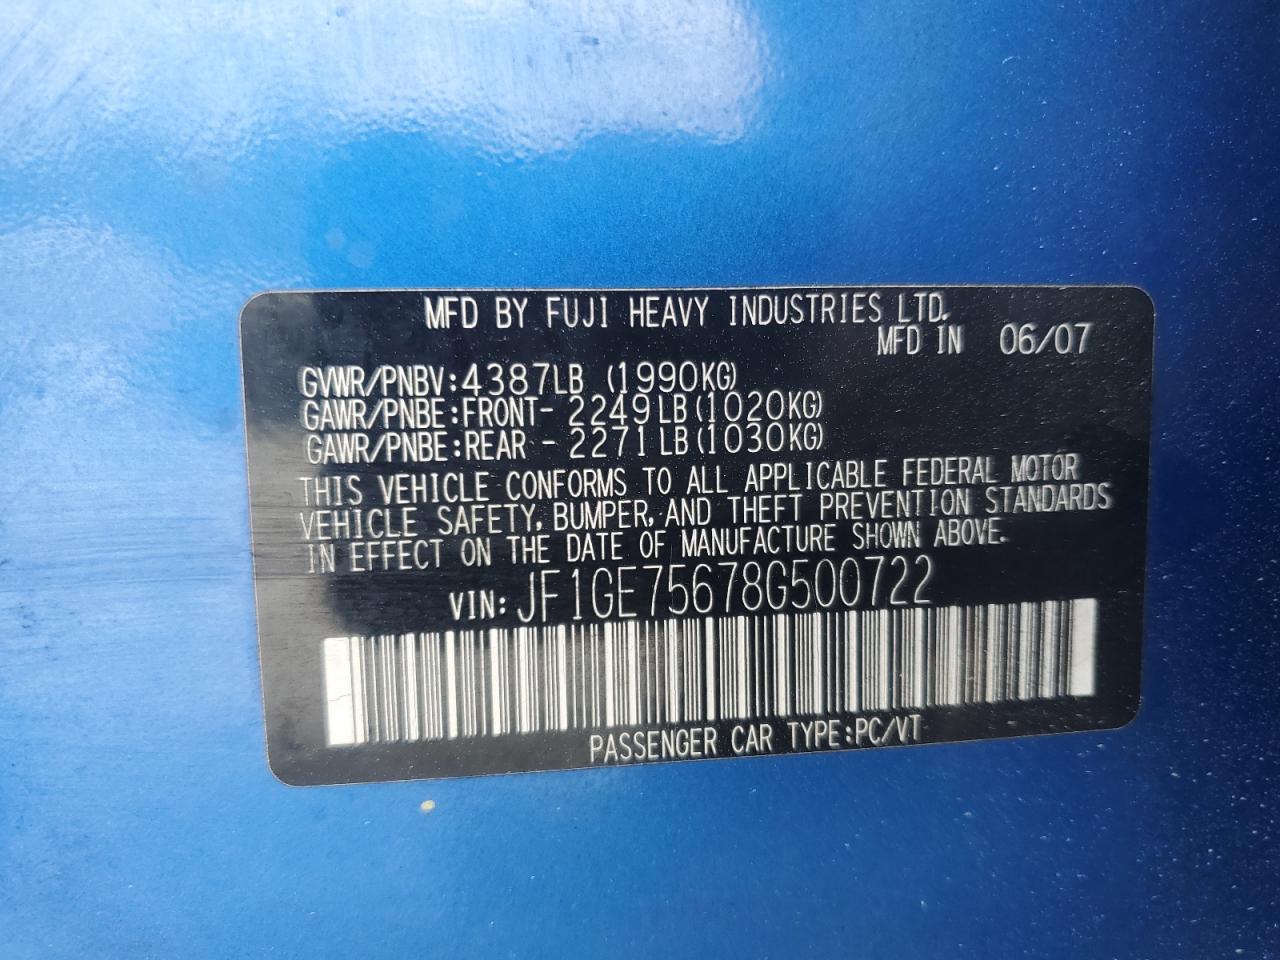 MFD BY FUJI HEAVY INDUSTRIES LTD.
MFD IN 06/07
GVWR/PNBV:4387LB (1990KG)
GAWR/PNBE:FRONT- 2249LB(1020KG)
GAWR/PNBE:REAR - 2271LB(1030KG)
THIS VEHICLE CONFORMS TO ALL APPLICABLE FEDERAL MOTOR
VEHICLE SAFETY, BUMPER, AND THEFT PREVENTION STANDARDS
IN EFFECT ON THE DATE OF MANUFACTURE SHOWN ABOVE.
VIN: JF1GE75678G500722
PASSENGER CAR TYPE:PC/VT